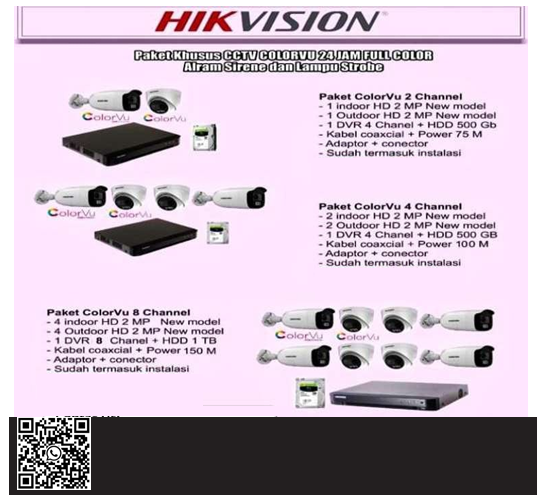 HIKVISION
Paket Khusus CCTV COLORVU 24 JAM FULL COLOR
Alram Sirene dan Lampu Strobe
Paket ColorVu 2 Channel
- 1 indoor HD 2 MP New model
- 1 Outdoor HD 2 MP New model
- 1 DVR 4 Chanel + HDD 500 Gb
- Kabel coaxcial + Power 75 M
- Adaptor + conector
- Sudah termasuk instalasi
ColorVu ColorVu
Paket ColorVu 4 Channel
- 2 indoor HD 2 MP New model
- 2 Outdoor HD 2 MP New model
- 1 DVR 4 Chanel + HDD 500 GB
- Kabel coaxcial + Power 100 M
- Adaptor + conector
- Sudah termasuk instalasi
ColorVu ColorVu
Paket ColorVu 8 Channel
- 4 indoor HD 2 MP New model
- 4 Outdoor HD 2 MP New model
- 1 DVR 8 Chanel + HDD 1 TB
- Kabel coaxcial + Power 150 M
- Adaptor + conector
- Sudah termasuk instalasi
ColorVu ColorVu